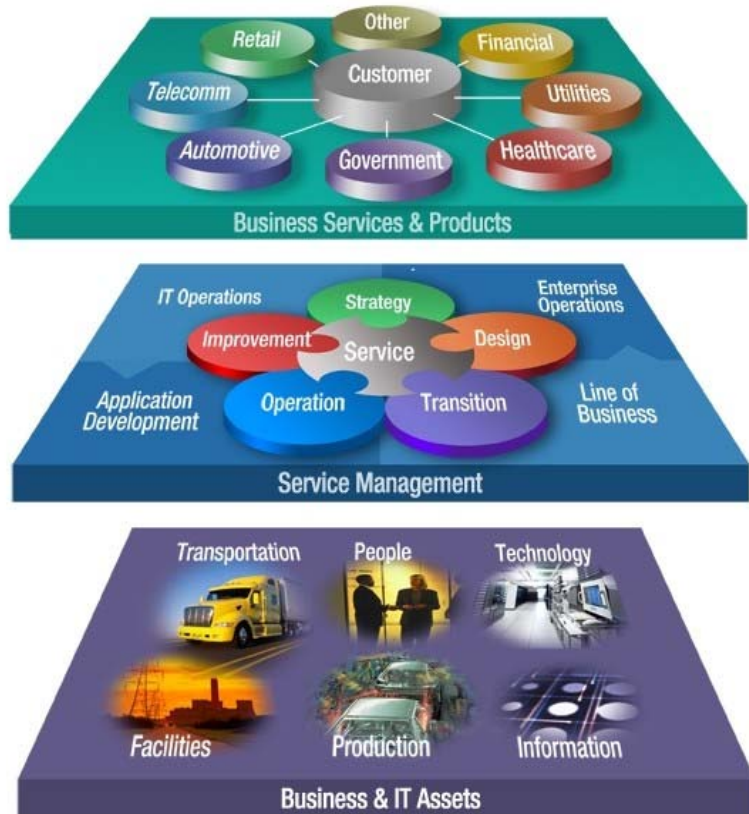 Other
Retail
Financial
Customer
Telecomm
Utilities
Automotive
Government
Healthcare
Business Services & Products
IT Operations
Strategy
Enterprise
Operations
Improvement
Service
Design
Application
Development
Operation
Transition
Line of
Business
Service Management
Transportation
People
Technology
Facilities
Production
Information
Business & IT Assets